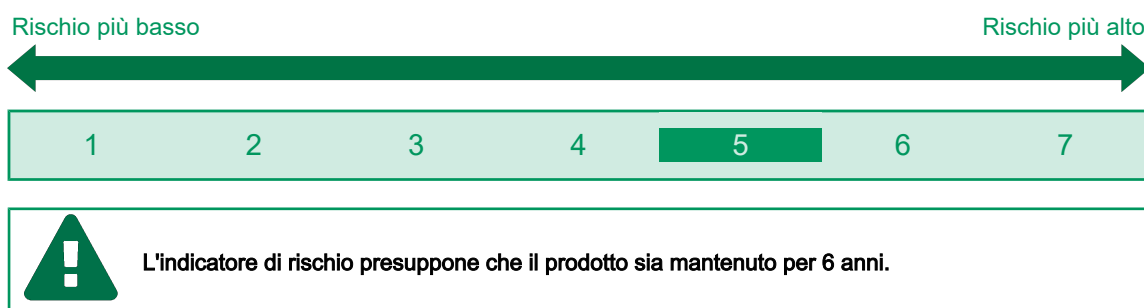 Rischio più basso Rischio più alto
1 2 3 4 5 6 7
L'indicatore di rischio presuppone che il prodotto sia mantenuto per 6 anni.